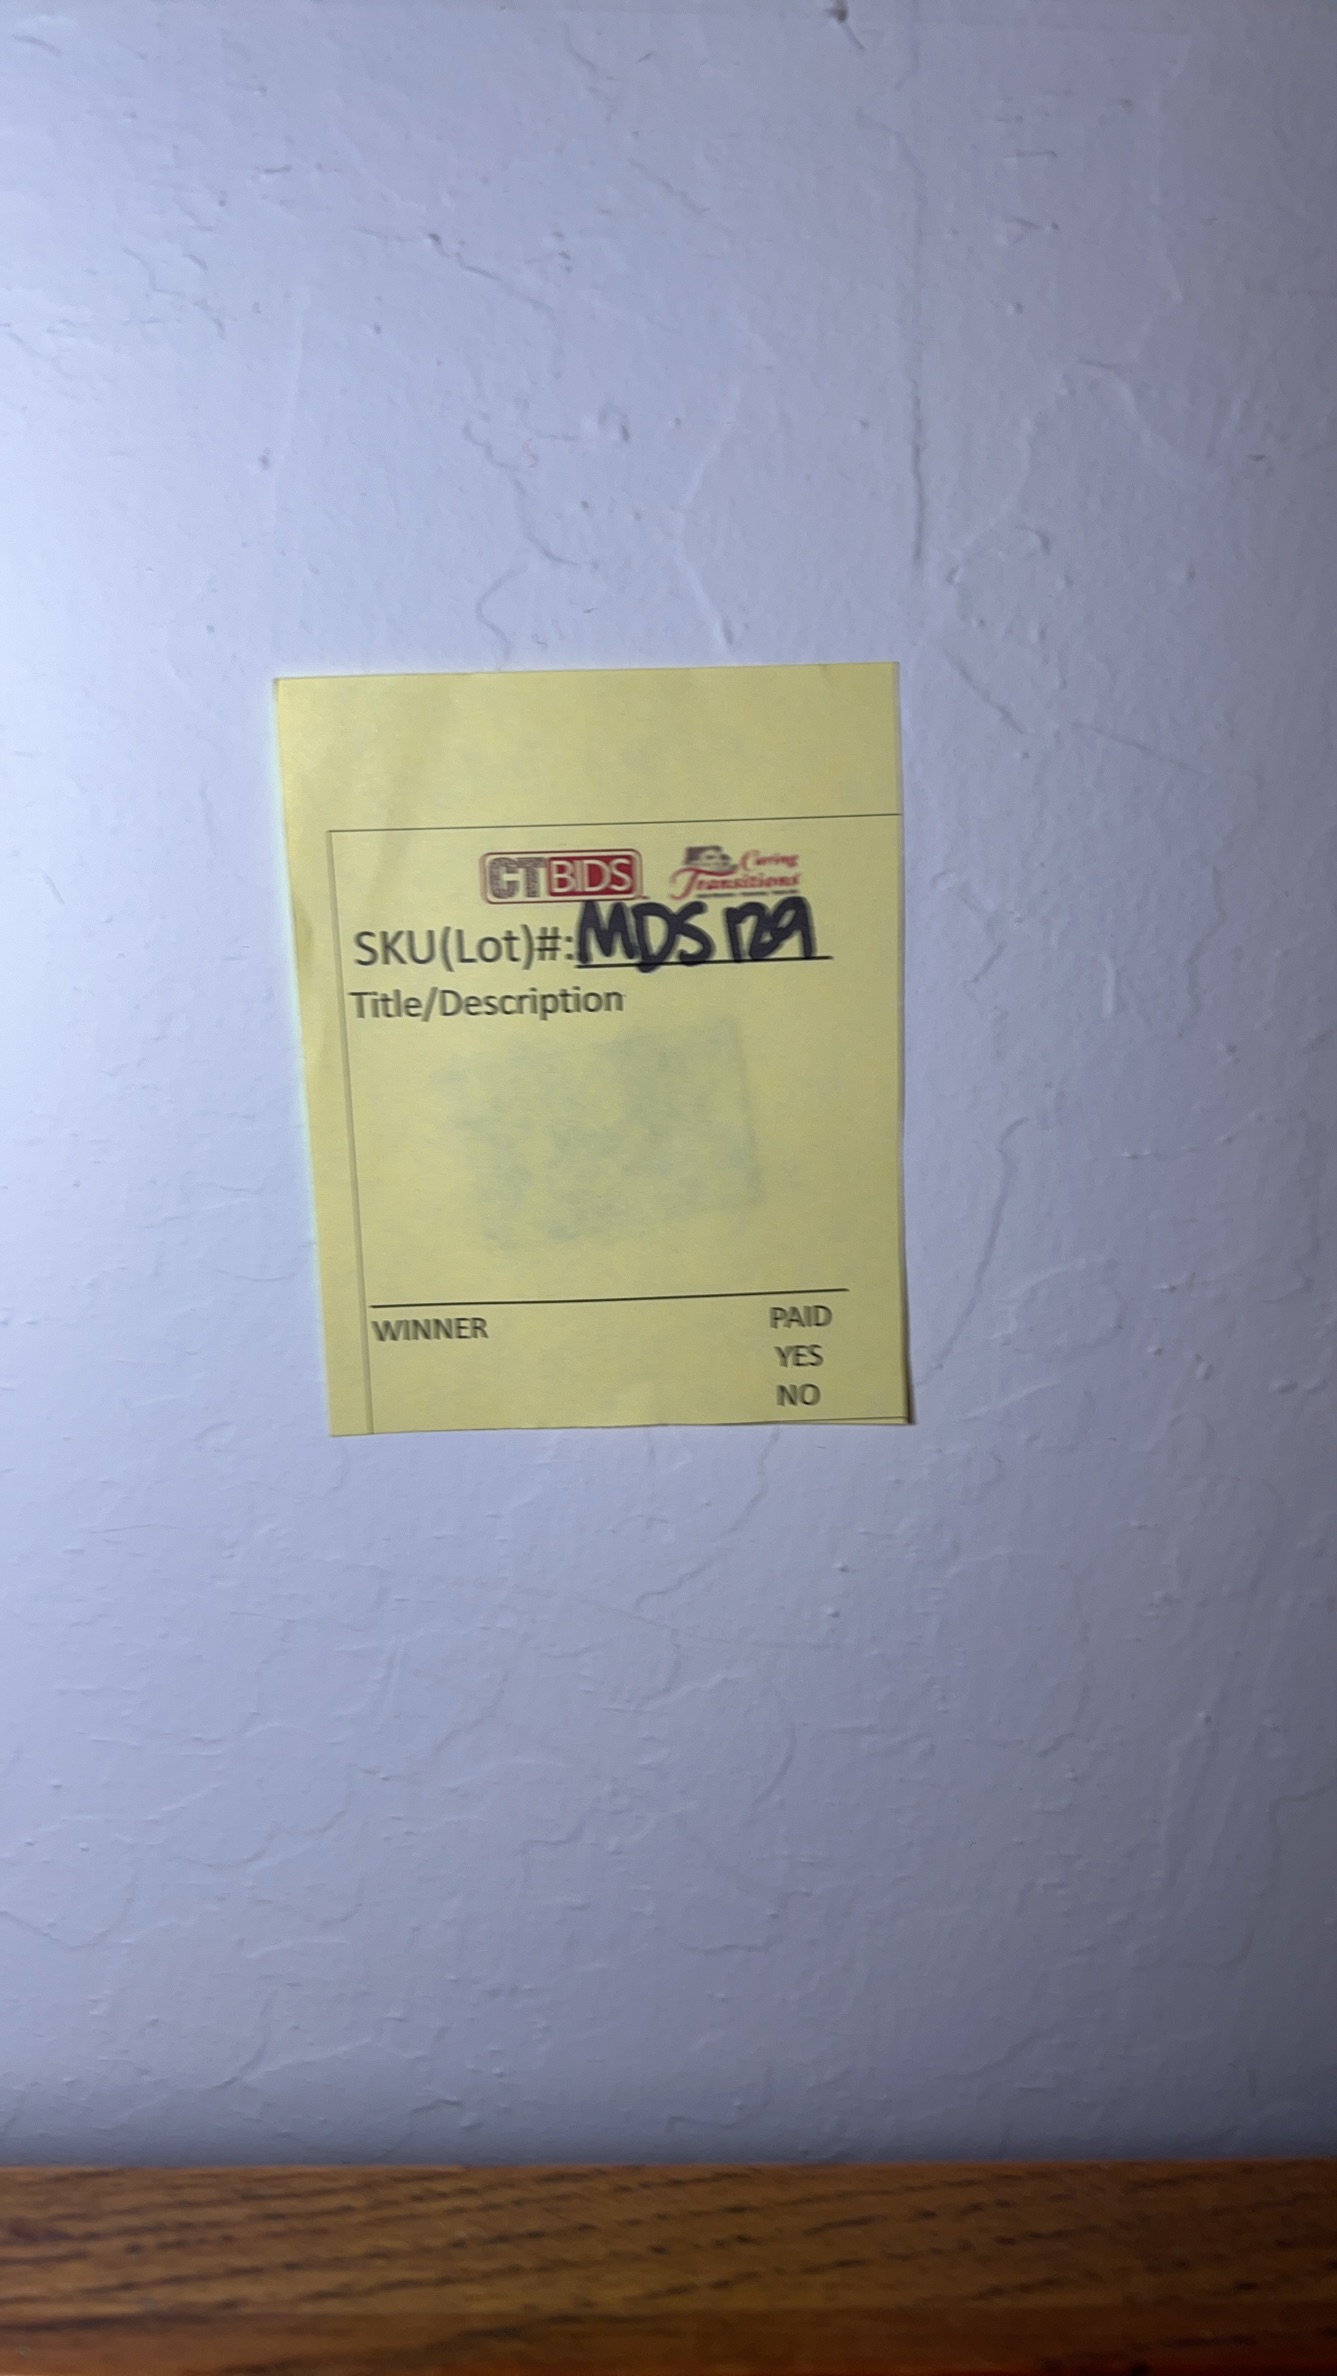 CTBIDS Caring Transitions
SKU(Lot)#: MDS 129
Title/Description
WINNER PAID
YES
NO